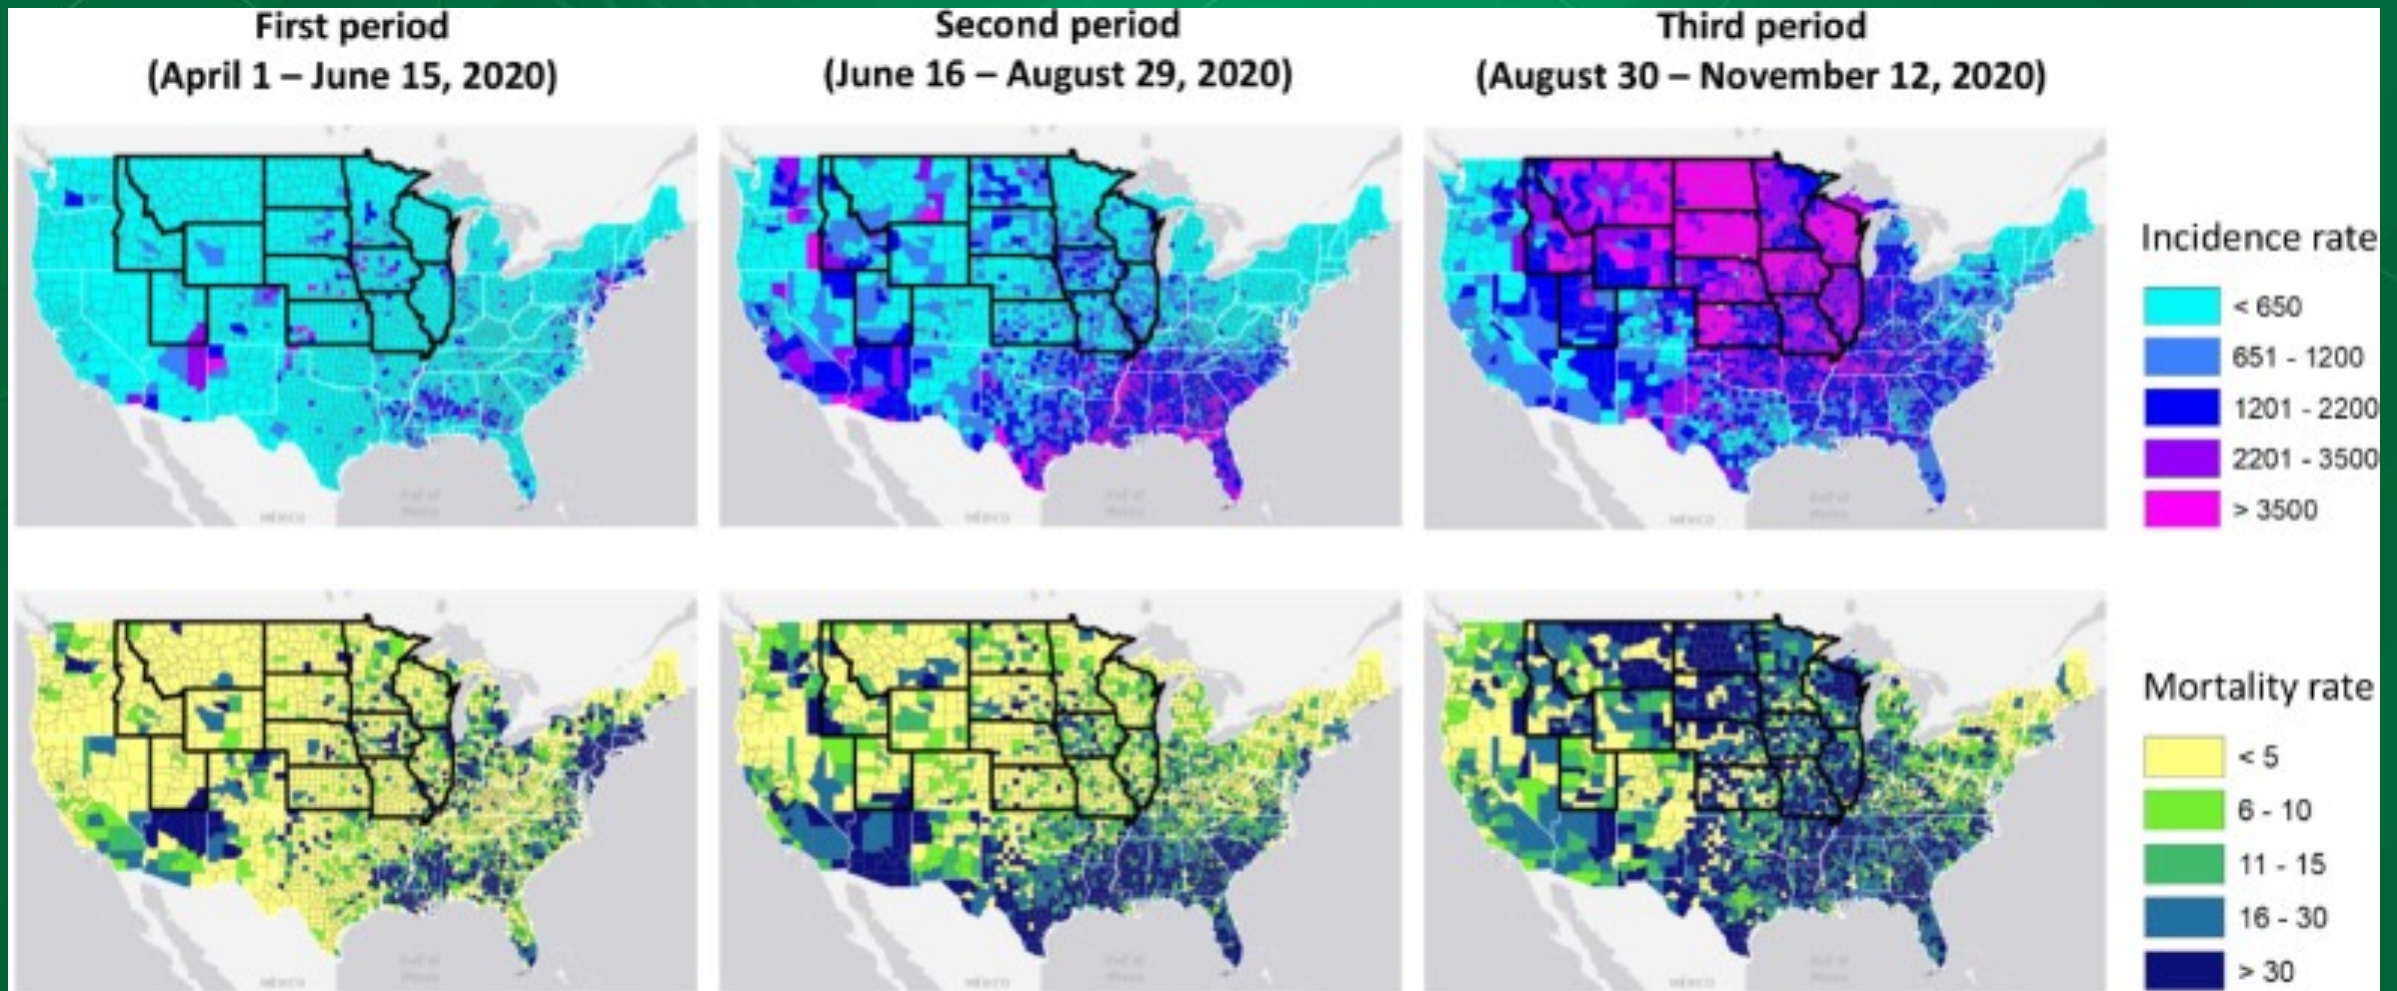 First period
(April 1 – June 15, 2020)
Second period
(June 16 – August 29, 2020)
Third period
(August 30 – November 12, 2020)
Incidence rate
< 650
651 - 1200
1201 - 2200
2201 - 3500
> 3500
Mortality rate
< 5
6 - 10
11 - 15
16 - 30
> 30